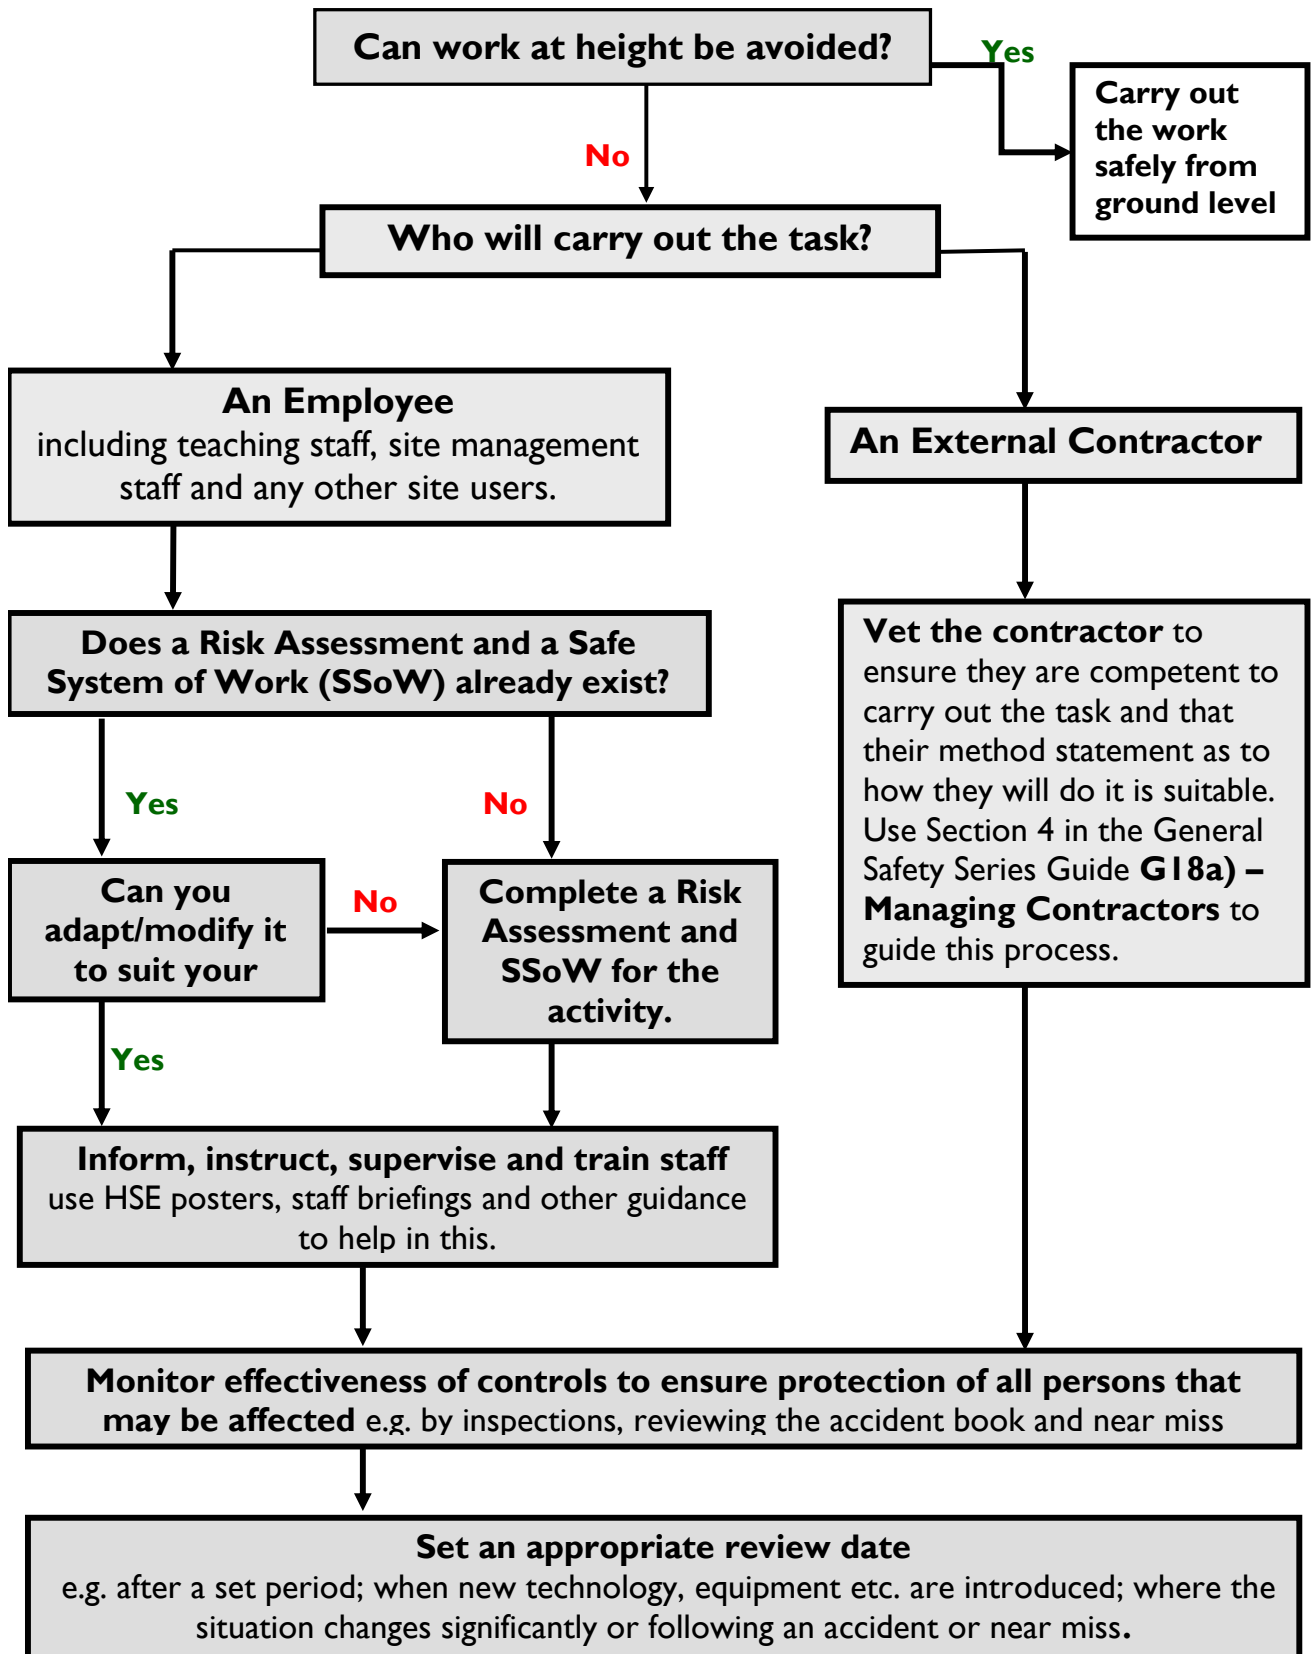 Can work at height be avoided?
Yes
Carry out
the work
safely from
ground level
No
Who will carry out the task?
An Employee
including teaching staff, site management
staff and any other site users.
An External Contractor
Does a Risk Assessment and a Safe
System of Work (SSoW) already exist?
Vet the contractor to
ensure they are competent to
carry out the task and that
their method statement as to
how they will do it is suitable.
Use Section 4 in the General
Safety Series Guide G18a) –
Managing Contractors to
guide this process.
Yes
No
Can you
adapt/modify it
to suit your
No
Complete a Risk
Assessment and
SSoW for the
activity.
Yes
Inform, instruct, supervise and train staff
use HSE posters, staff briefings and other guidance
to help in this.
Monitor effectiveness of controls to ensure protection of all persons that
may be affected e.g. by inspections, reviewing the accident book and near miss
Set an appropriate review date
e.g. after a set period; when new technology, equipment etc. are introduced; where the
situation changes significantly or following an accident or near miss.